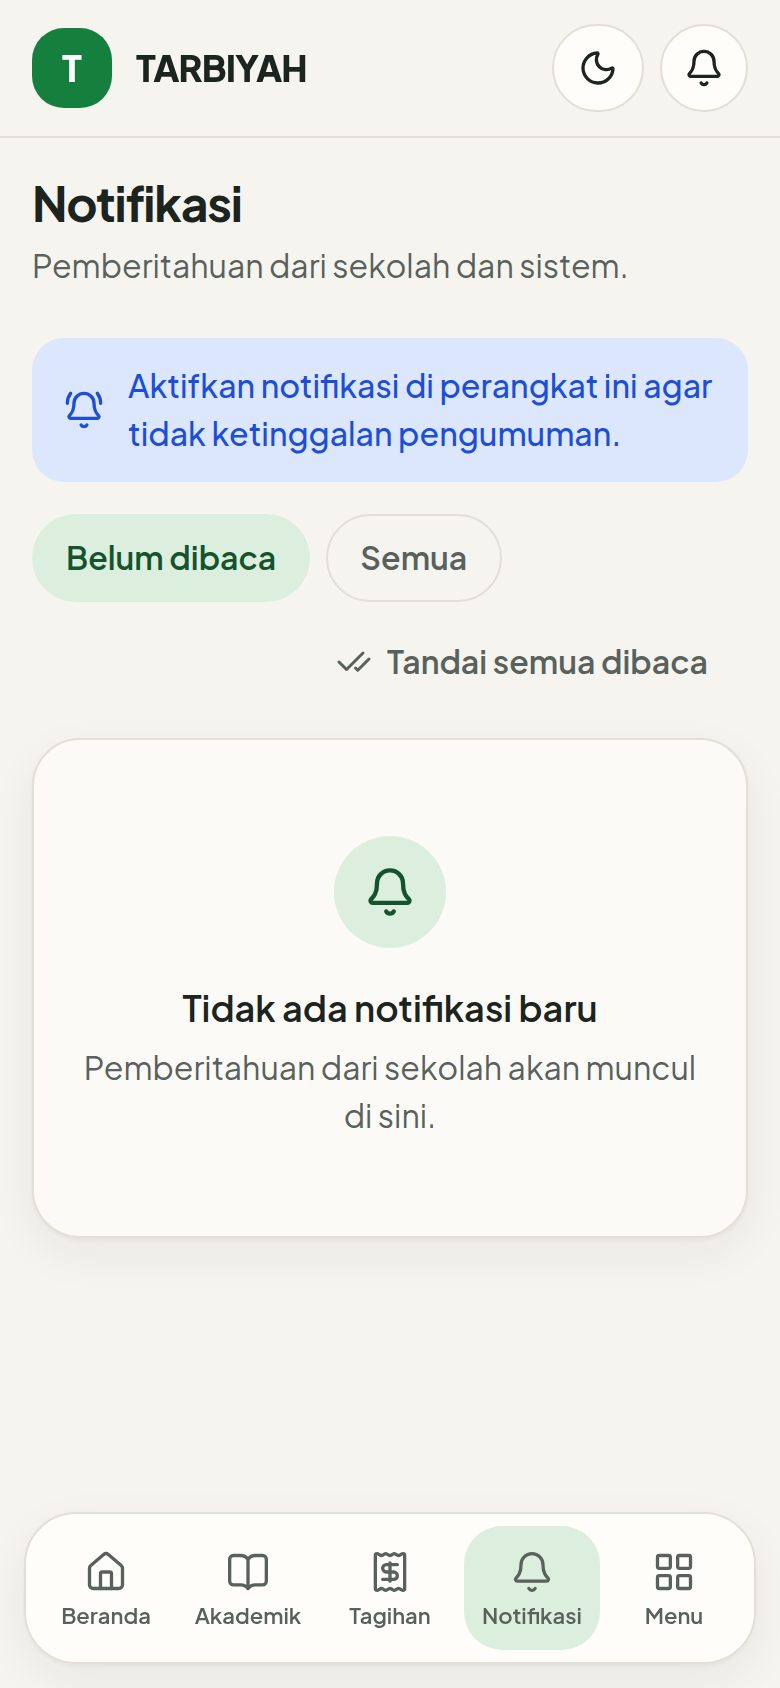 T
TARBIYAH
Notifikasi
Pemberitahuan dari sekolah dan sistem.
Aktifkan notifikasi di perangkat ini agar
tidak ketinggalan pengumuman.
Belum dibaca
Semua
Tandai semua dibaca
Tidak ada notifikasi baru
Pemberitahuan dari sekolah akan muncul
di sini.
Beranda
Akademik
Tagihan
Notifikasi
Menu